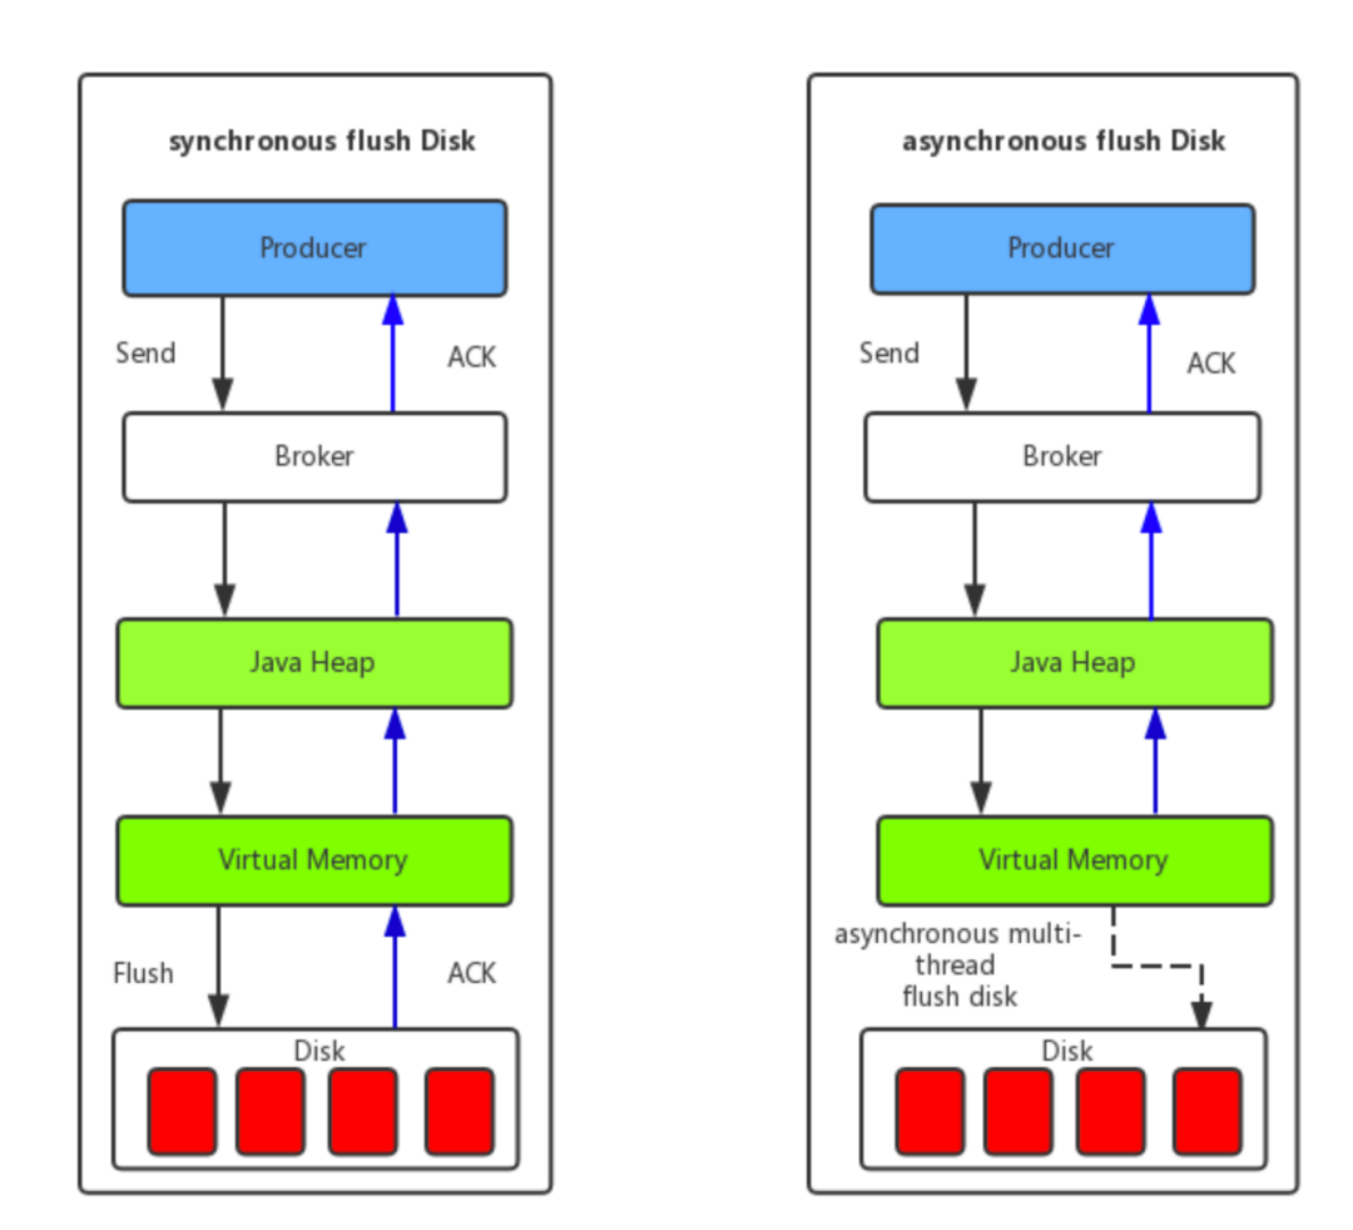 synchronous flush Disk
Producer
Send
ACK
Broker
Java Heap
Virtual Memory
Flush
ACK
Disk
asynchronous flush Disk
Producer
Send
ACK
Broker
Java Heap
Virtual Memory
asynchronous multi-
thread
flush disk
Disk